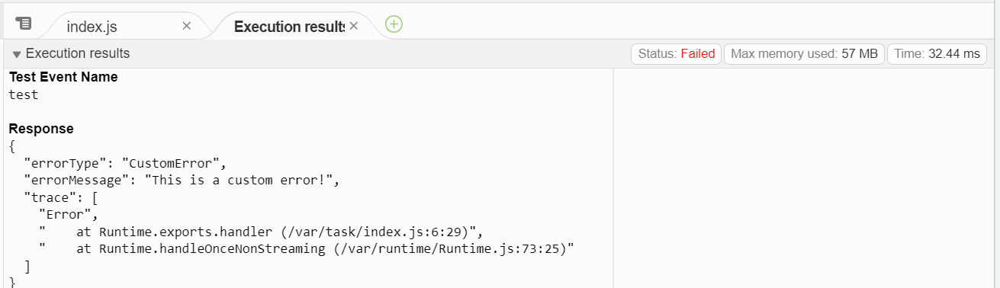 index.js
Execution results
Execution results
Status: Failed
Max memory used: 57 MB
Time: 32.44 ms
Test Event Name
test
Response
{
  "errorType": "CustomError",
  "errorMessage": "This is a custom error!",
  "trace": [
    "Error",
    "    at Runtime.exports.handler (/var/task/index.js:6:29)",
    "    at Runtime.handleOnceNonStreaming (/var/runtime/Runtime.js:73:25)"
  ]
}